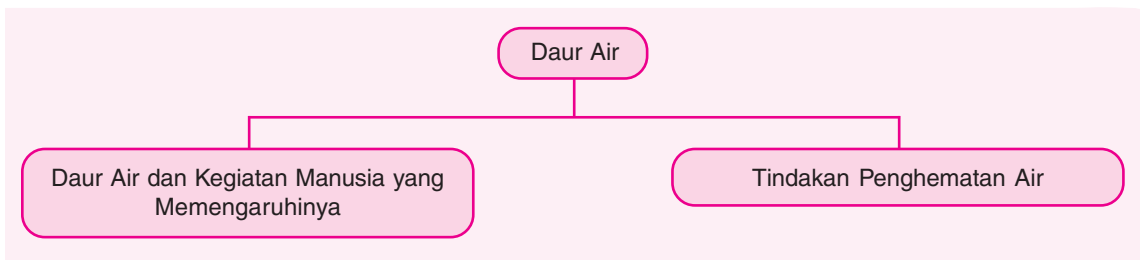 Daur Air
Daur Air dan Kegiatan Manusia yang
Memengaruhinya
Tindakan Penghematan Air